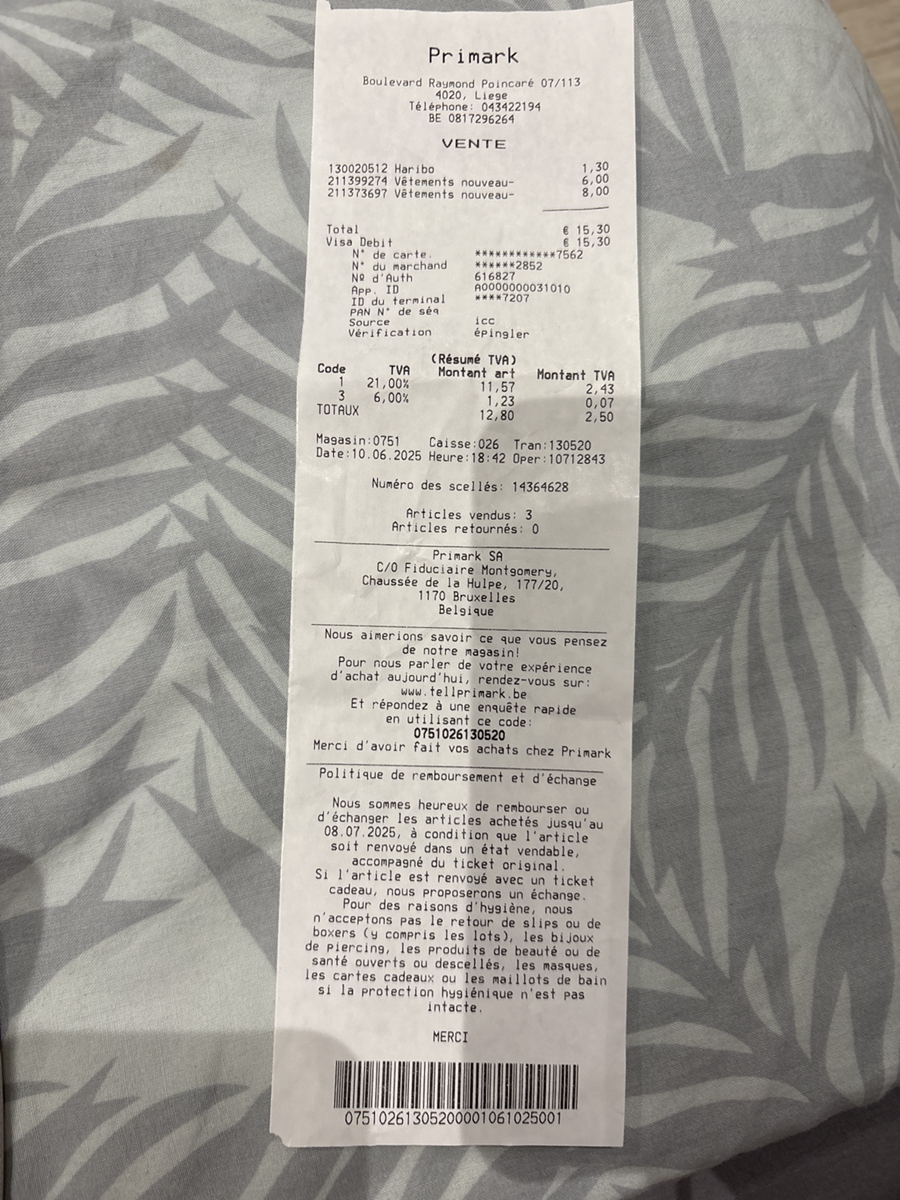 Primark
Boulevard Raymond Poincaré 07/113
4020, Liege
Téléphone: 043422194
BE 0817296264
VENTE
130020512 Haribo 1,30
211399274 Vêtements nouveau- 6,00
211373697 Vêtements nouveau- 8,00
Total € 15,30
Visa Debit € 15,30
N° de carte. ************7562
N° du marchand ******2852
Nº d'Auth 616827
App. ID A0000000031010
ID du terminal ****7207
PAN N° de séq
Source icc
Vérification épingler
(Résumé TVA)
Code TVA Montant art Montant TVA
1 21,00% 11,57 2,43
3 6,00% 1,23 0,07
TOTAUX 12,80 2,50
Magasin:0751 Caisse:026 Tran:130520
Date:10.06.2025 Heure:18:42 Oper:10712843
Numéro des scellés: 14364628
Articles vendus: 3
Articles retournés: 0
Primark SA
C/O Fiduciaire Montgomery,
Chaussée de la Hulpe, 177/20,
1170 Bruxelles
Belgique
Nous aimerions savoir ce que vous pensez
de notre magasin!
Pour nous parler de votre expérience
d'achat aujourd'hui, rendez-vous sur:
www.tellprimark.be
Et répondez à une enquête rapide
en utilisant ce code:
0751026130520
Merci d'avoir fait vos achats chez Primark
Politique de remboursement et d'échange
Nous sommes heureux de rembourser ou
d'échanger les articles achetés jusqu'au
08.07.2025, à condition que l'article
soit renvoyé dans un état vendable,
accompagné du ticket original.
Si l'article est renvoyé avec un ticket
cadeau, nous proposerons un échange.
Pour des raisons d'hygiène, nous
n'acceptons pas le retour de slips ou de
boxers (y compris les lots), les bijoux
de piercing, les produits de beauté ou de
santé ouverts ou descellés, les masques,
les cartes cadeaux ou les maillots de bain
si la protection hygiénique n'est pas
intacte.
MERCI
07510261305200001061025001